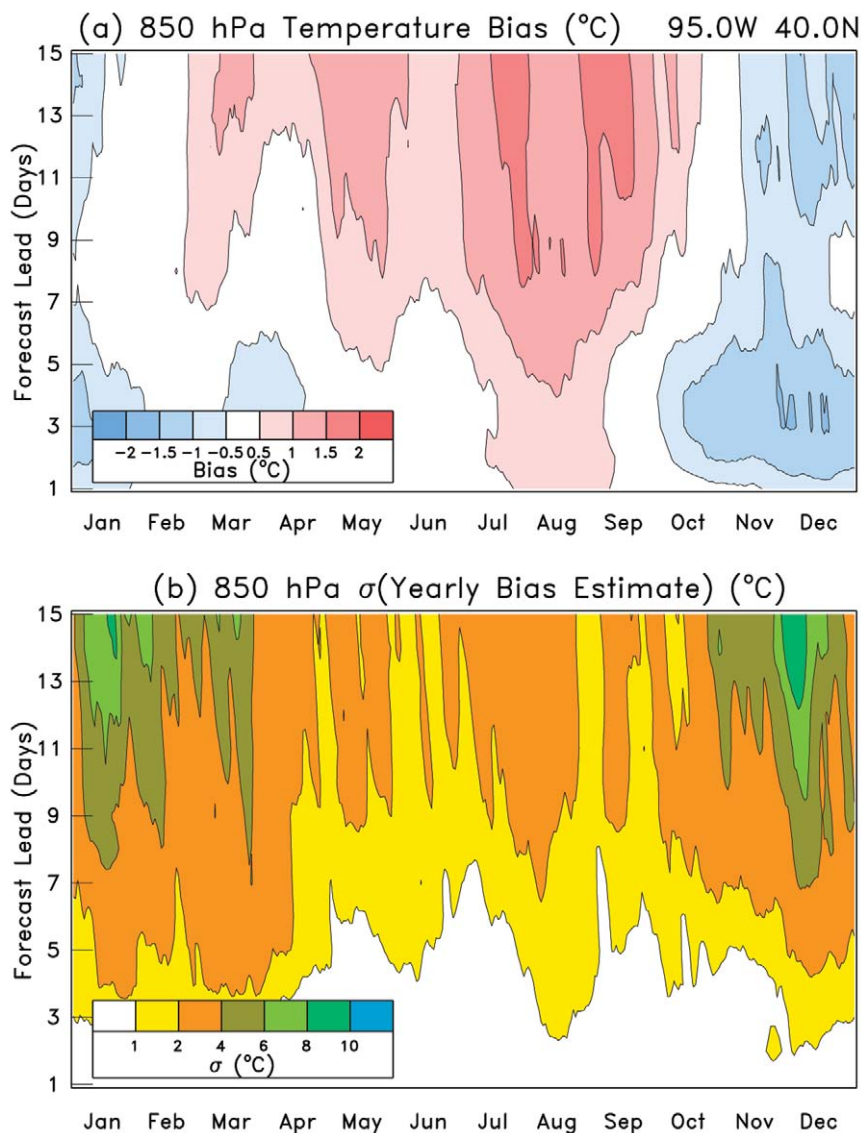 (a) 850 hPa Temperature Bias (°C) 95.0W 40.0N
15
13
11
9
7
5
3
1
Forecast Lead (Days)
-2 -1.5 -1 -0.5 0.5 1 1.5 2
Bias (°C)
Jan Feb Mar Apr May Jun Jul Aug Sep Oct Nov Dec
(b) 850 hPa σ(Yearly Bias Estimate) (°C)
15
13
11
9
7
5
3
1
Forecast Lead (Days)
1 2 4 6 8 10
σ (°C)
Jan Feb Mar Apr May Jun Jul Aug Sep Oct Nov Dec